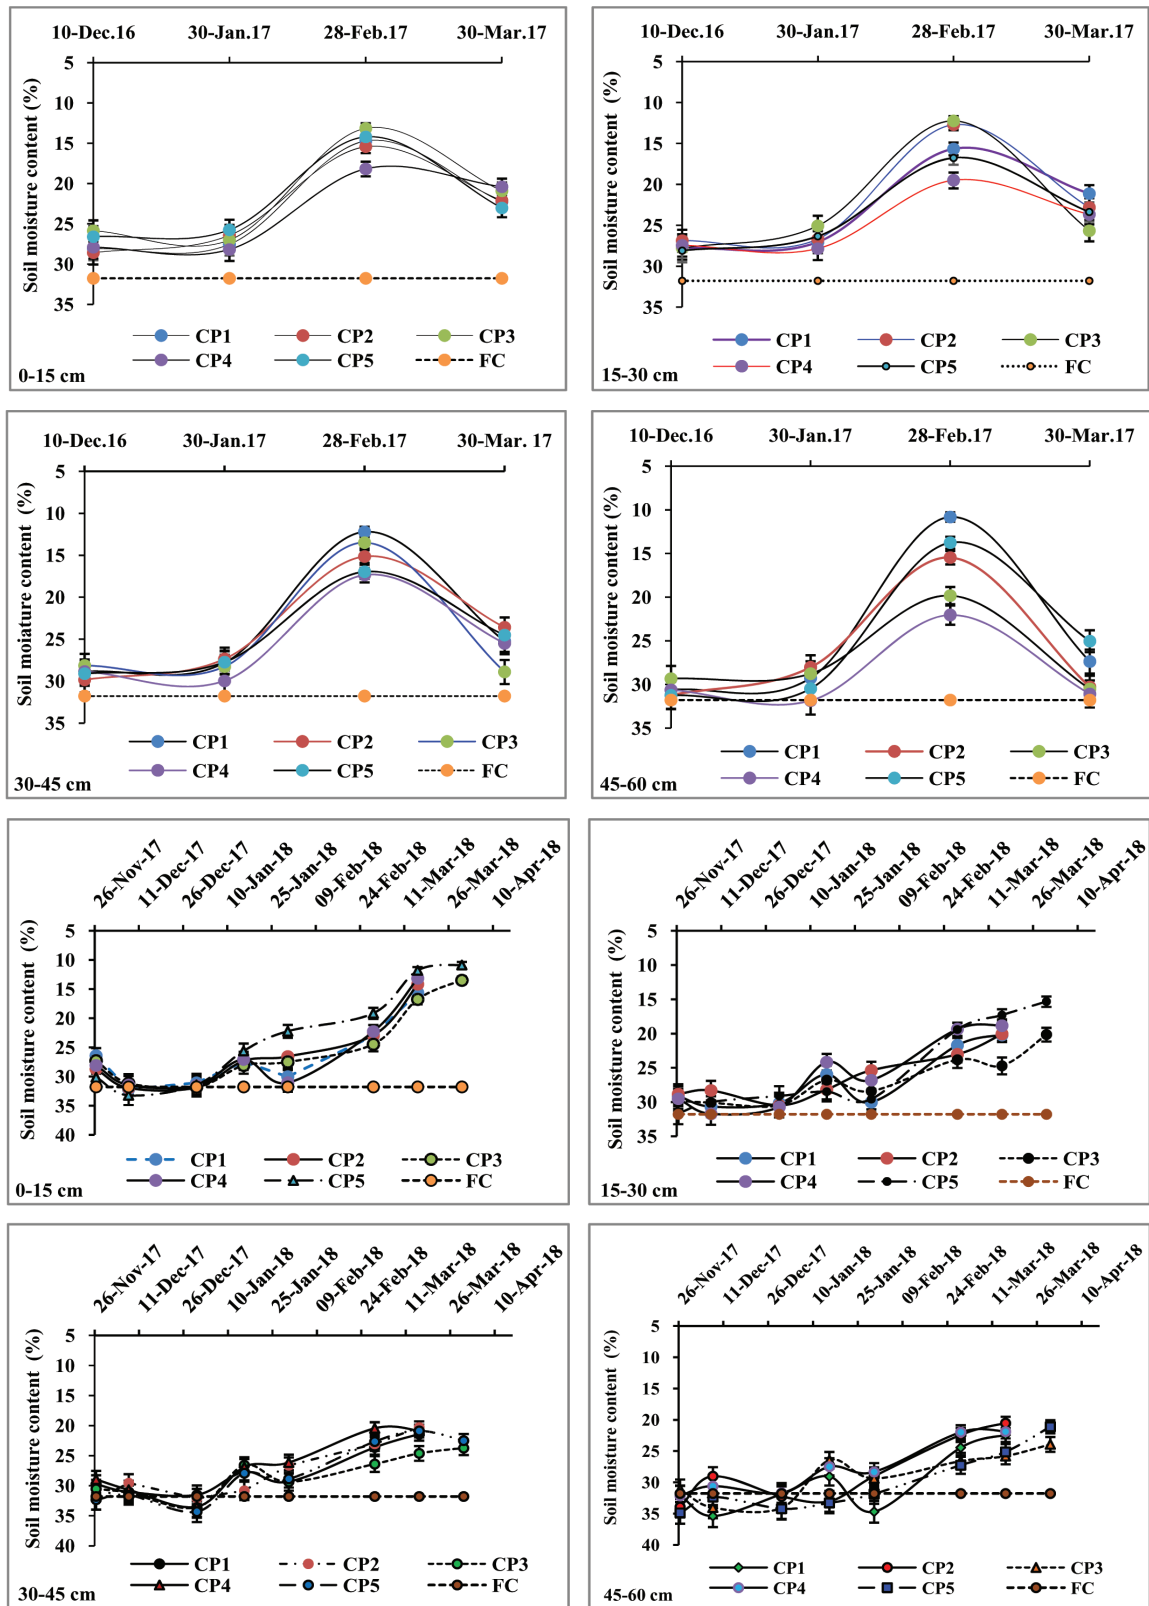 10-Dec.16 30-Jan.17 28-Feb.17 30-Mar.17
5
10
15
20
25
30
35
Soil moisture content (%)
CP1 CP2 CP3
CP4 CP5 FC
0-15 cm
10-Dec.16 30-Jan.17 28-Feb.17 30-Mar.17
5
10
15
20
25
30
35
Soil moisture content (%)
CP1 CP2 CP3
CP4 CP5 FC
15-30 cm
10-Dec.16 30-Jan.17 28-Feb.17 30-Mar. 17
5
10
15
20
25
30
35
Soil moiature content (%)
CP1 CP2 CP3
CP4 CP5 FC
30-45 cm
10-Dec.16 30-Jan.17 28-Feb.17 30-Mar.17
5
10
15
20
25
30
35
Soil moisture content (%)
CP1 CP2 CP3
CP4 CP5 FC
45-60 cm
26-Nov-17 11-Dec-17 26-Dec-17 10-Jan-18 25-Jan-18 09-Feb-18 24-Feb-18 11-Mar-18 26-Mar-18 10-Apr-18
5
10
15
20
25
30
35
40
Soil moisture content (%)
CP1 CP2 CP3
CP4 CP5 FC
0-15 cm
26-Nov-17 11-Dec-17 26-Dec-17 10-Jan-18 25-Jan-18 09-Feb-18 24-Feb-18 11-Mar-18 26-Mar-18 10-Apr-18
5
10
15
20
25
30
35
Soil moisture content (%)
CP1 CP2 CP3
CP4 CP5 FC
15-30 cm
26-Nov-17 11-Dec-17 26-Dec-17 10-Jan-18 25-Jan-18 09-Feb-18 24-Feb-18 11-Mar-18 26-Mar-18 10-Apr-18
5
10
15
20
25
30
35
40
Soil moisture content (%)
CP1 CP2 CP3
CP4 CP5 FC
30-45 cm
26-Nov-17 11-Dec-17 26-Dec-17 10-Jan-18 25-Jan-18 09-Feb-18 24-Feb-18 11-Mar-18 26-Mar-18 10-Apr-18
5
10
15
20
25
30
35
40
Soil moisture content (%)
CP1 CP2 CP3
CP4 CP5 FC
45-60 cm